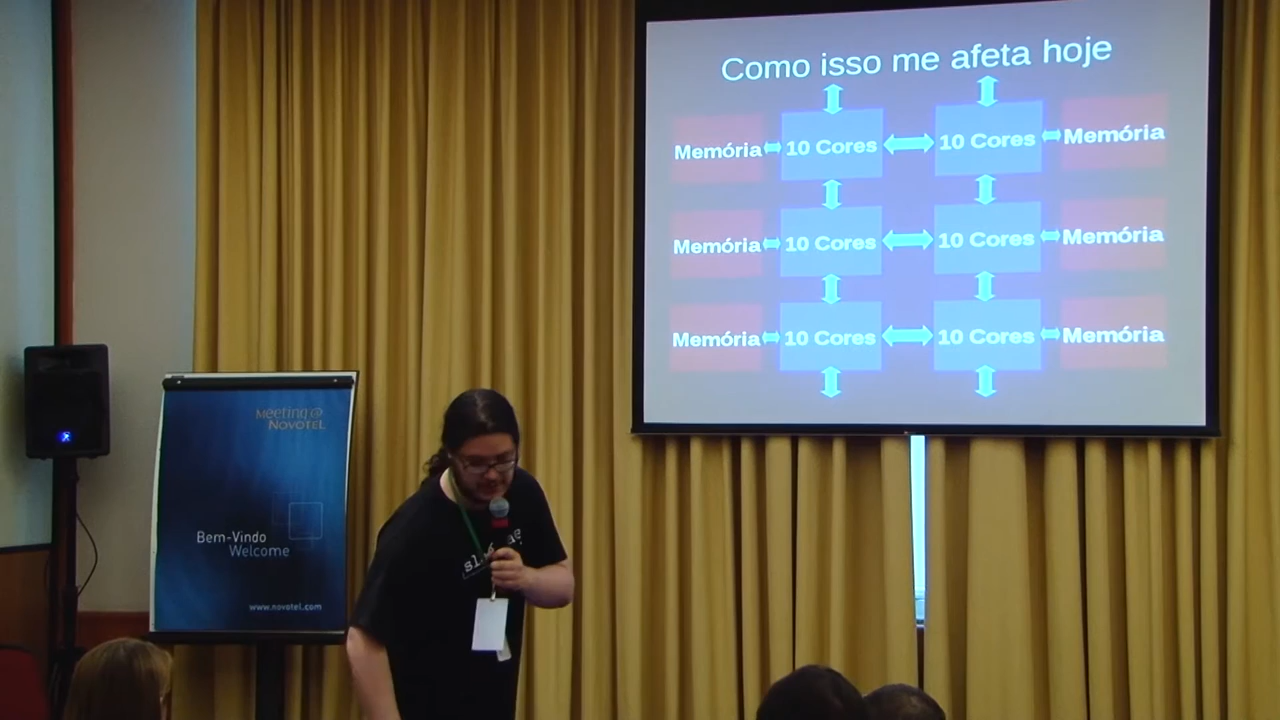 Como isso me afeta hoje
Memória 10 Cores 10 Cores Memória
Memória 10 Cores 10 Cores Memória
Memória 10 Cores 10 Cores Memória
Meeting@
NOVOTEL
Bem-Vindo
Welcome
www.novotel.com